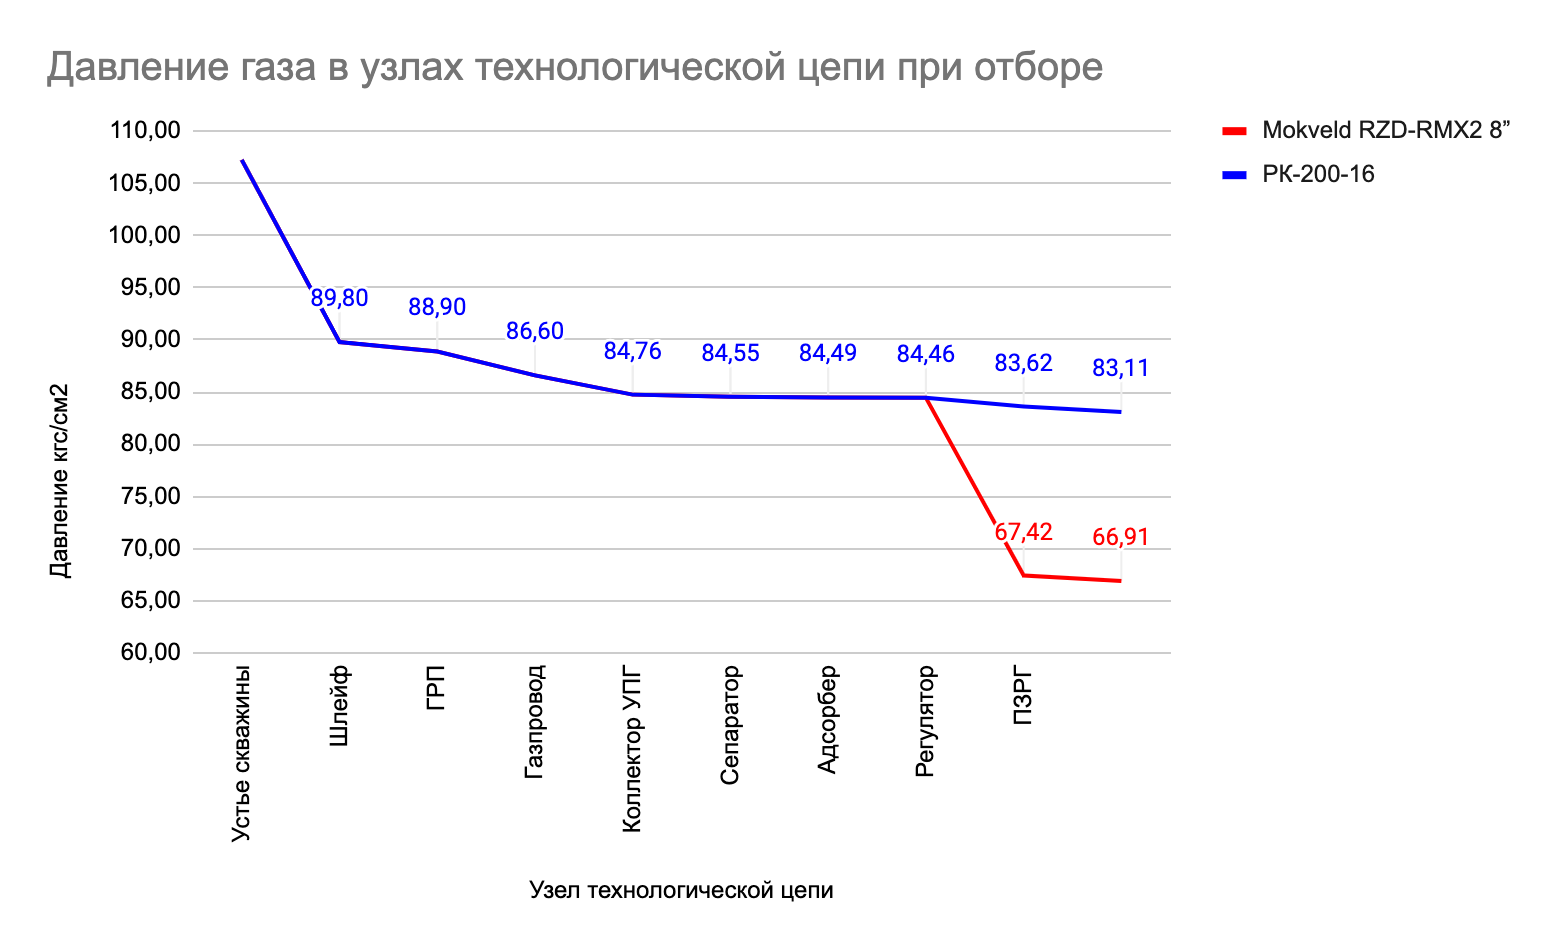 Давление газа в узлах технологической цепи при отборе
Mokveld RZD-RMX2 8”
РК-200-16
110,00
105,00
100,00
95,00
90,00
85,00
80,00
75,00
70,00
65,00
60,00
Давление кгс/см2
89,80
88,90
86,60
84,76
84,55
84,49
84,46
83,62
83,11
67,42
66,91
Устье скважины
Шлейф
ГРП
Газпровод
Коллектор УПГ
Сепаратор
Адсорбер
Регулятор
ПЗРГ
Узел технологической цепи